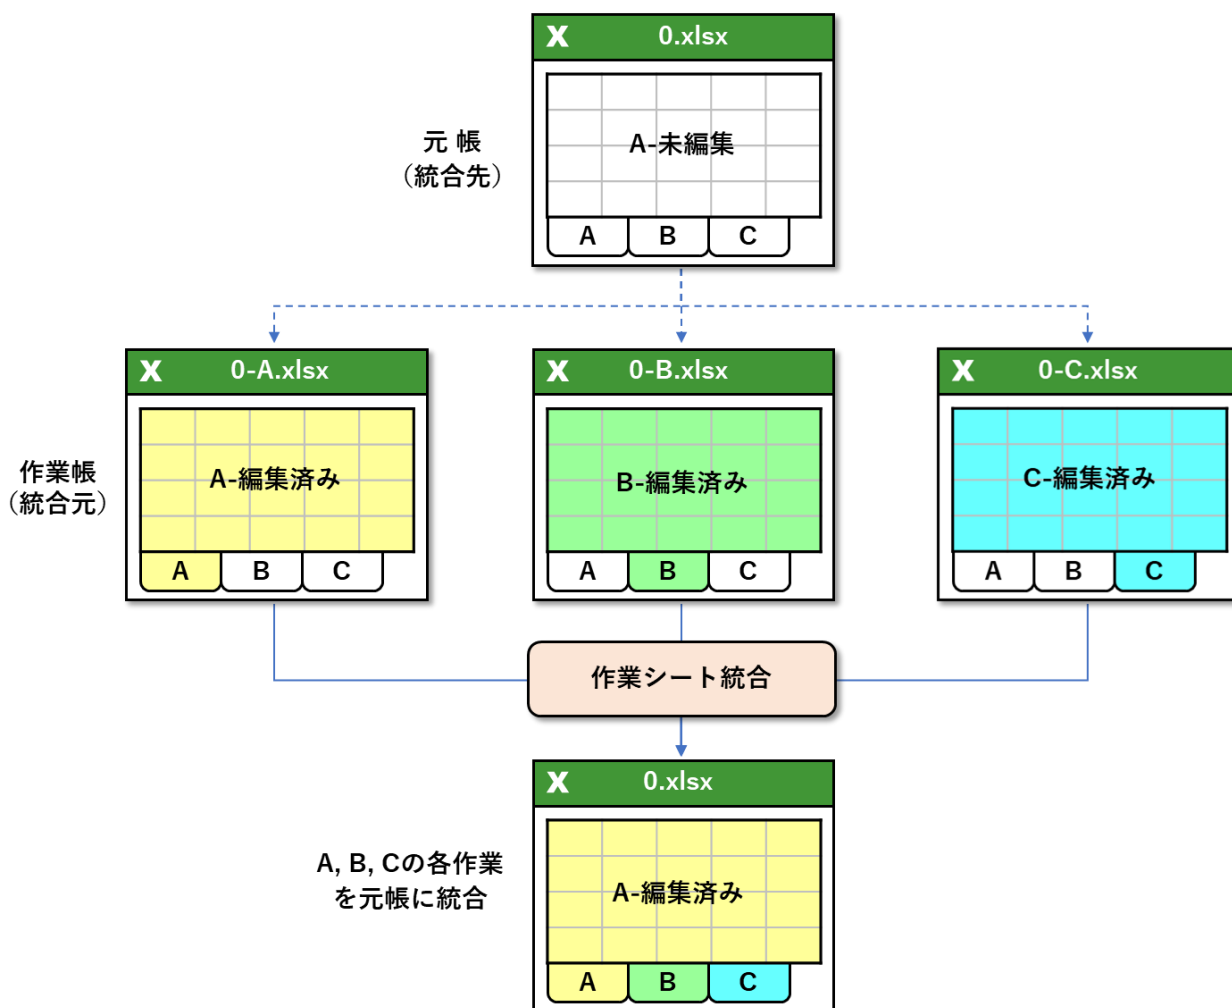 X 0.xlsx
A-未編集
元 帳
（統合先）
A B C
X 0-A.xlsx
X 0-B.xlsx
X 0-C.xlsx
作業帳
（統合元）
A-編集済み
B-編集済み
C-編集済み
A B C
A B C
A B C
作業シート統合
X 0.xlsx
A, B, Cの各作業
を元帳に統合
A-編集済み
A B C